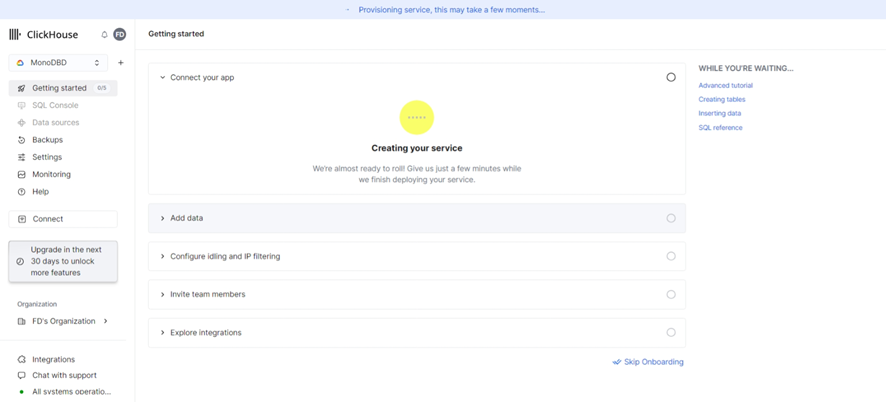 Provisioning service, this may take a few moments...
ClickHouse
FD
Getting started
MonoDBD
Getting started 0/5
SQL Console
Data sources
Backups
Settings
Monitoring
Help
Connect
Upgrade in the next
30 days to unlock
more features
Organization
FD's Organization
Integrations
Chat with support
All systems operatio...
Connect your app
Creating your service
We're almost ready to roll! Give us just a few minutes while
we finish deploying your service.
Add data
Configure idling and IP filtering
Invite team members
Explore integrations
Skip Onboarding
WHILE YOU'RE WAITING...
Advanced tutorial
Creating tables
Inserting data
SQL reference